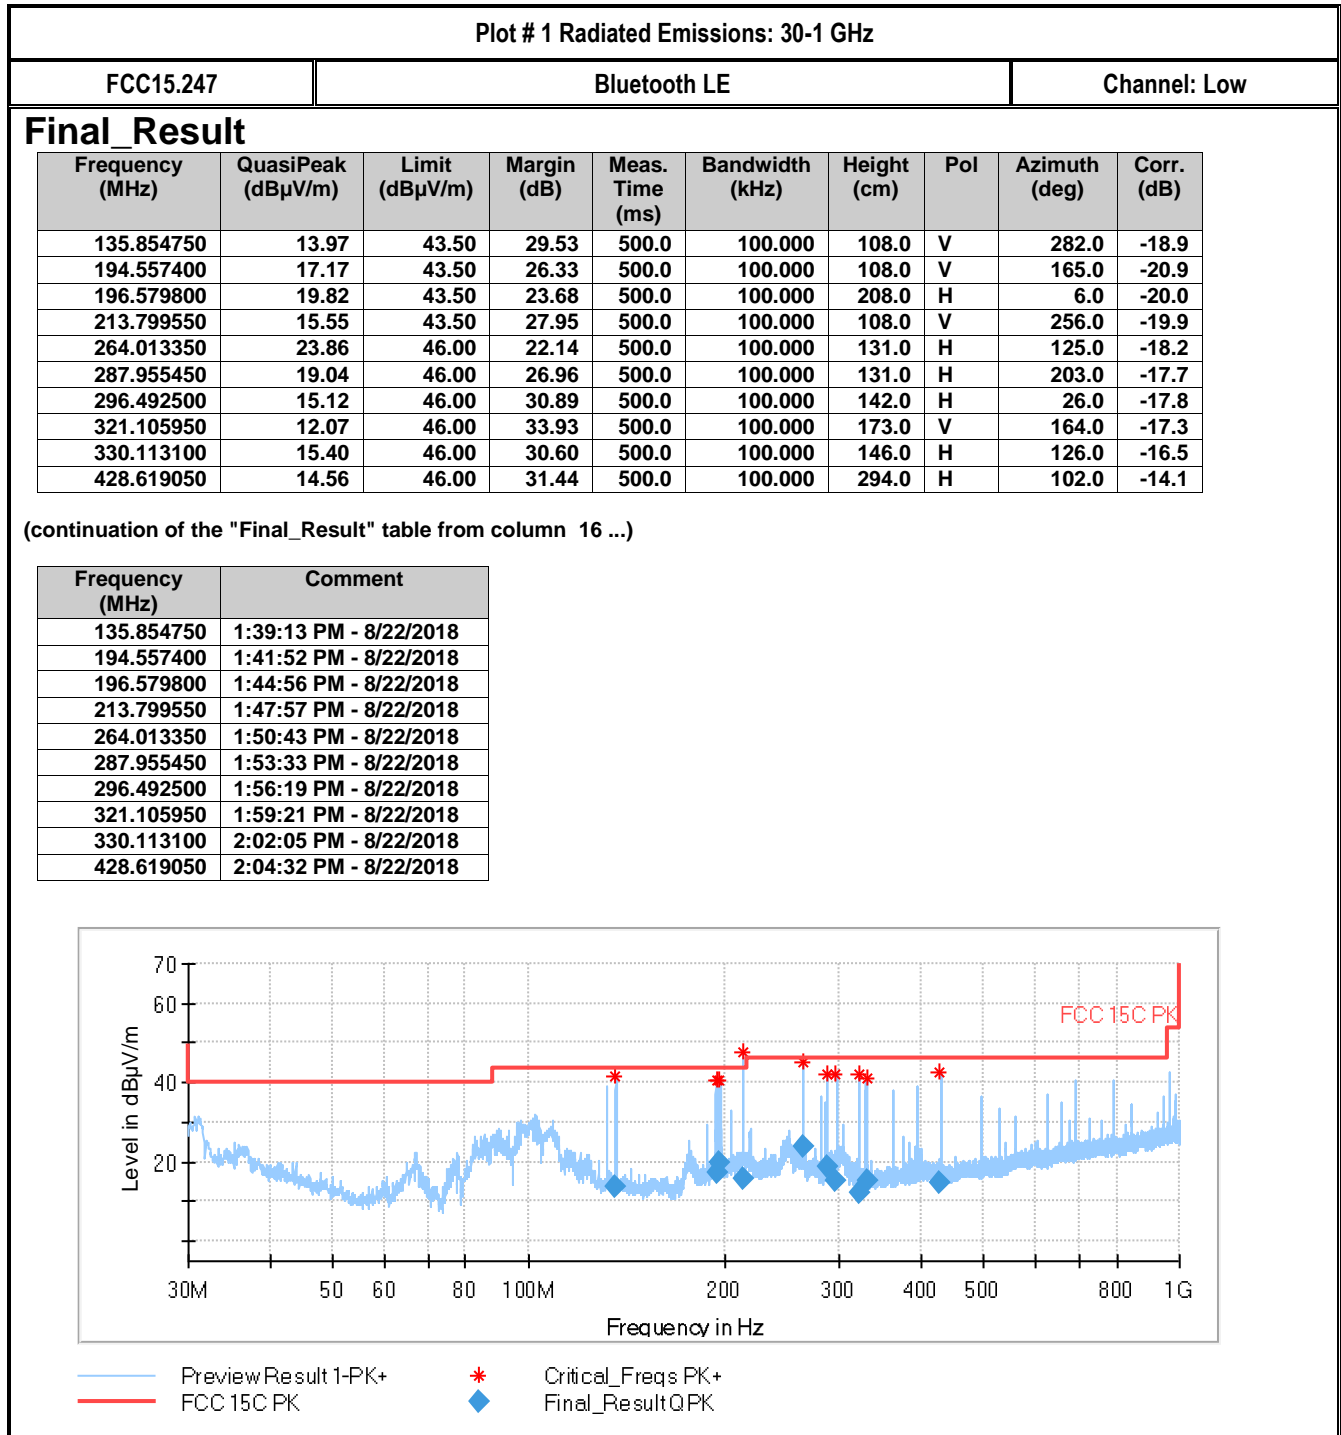 Plot # 1 Radiated Emissions: 30-1 GHz
FCC15.247 Bluetooth LE Channel: Low
Final_Result
Frequency (MHz) QuasiPeak (dBµV/m) Limit (dBµV/m) Margin (dB) Meas. Time (ms) Bandwidth (kHz) Height (cm) Pol Azimuth (deg) Corr. (dB)
135.854750 13.97 43.50 29.53 500.0 100.000 108.0 V 282.0 -18.9
194.557400 17.17 43.50 26.33 500.0 100.000 108.0 V 165.0 -20.9
196.579800 19.82 43.50 23.68 500.0 100.000 208.0 H 6.0 -20.0
213.799550 15.55 43.50 27.95 500.0 100.000 108.0 V 256.0 -19.9
264.013350 23.86 46.00 22.14 500.0 100.000 131.0 H 125.0 -18.2
287.955450 19.04 46.00 26.96 500.0 100.000 131.0 H 203.0 -17.7
296.492500 15.12 46.00 30.89 500.0 100.000 142.0 H 26.0 -17.8
321.105950 12.07 46.00 33.93 500.0 100.000 173.0 V 164.0 -17.3
330.113100 15.40 46.00 30.60 500.0 100.000 146.0 H 126.0 -16.5
428.619050 14.56 46.00 31.44 500.0 100.000 294.0 H 102.0 -14.1
(continuation of the "Final_Result" table from column 16 ...)
Frequency (MHz) Comment
135.854750 1:39:13 PM - 8/22/2018
194.557400 1:41:52 PM - 8/22/2018
196.579800 1:44:56 PM - 8/22/2018
213.799550 1:47:57 PM - 8/22/2018
264.013350 1:50:43 PM - 8/22/2018
287.955450 1:53:33 PM - 8/22/2018
296.492500 1:56:19 PM - 8/22/2018
321.105950 1:59:21 PM - 8/22/2018
330.113100 2:02:05 PM - 8/22/2018
428.619050 2:04:32 PM - 8/22/2018
70
60
40
20
Level in dBµV/m
FCC 15C PK
30M 50 60 80 100M 200 300 400 500 800 1G
Frequency in Hz
Preview Result 1-PK+
Critical_Freqs PK+
FCC 15C PK
Final_Result QPK